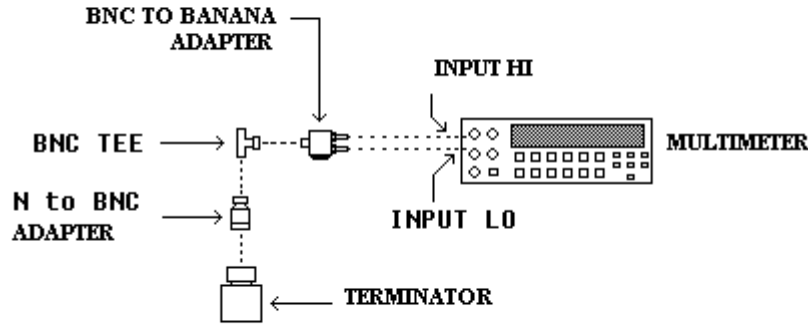 BNC TO BANANA
ADAPTER
INPUT HI
BNC TEE
MULTIMETER
N to BNC
ADAPTER
INPUT LO
TERMINATOR